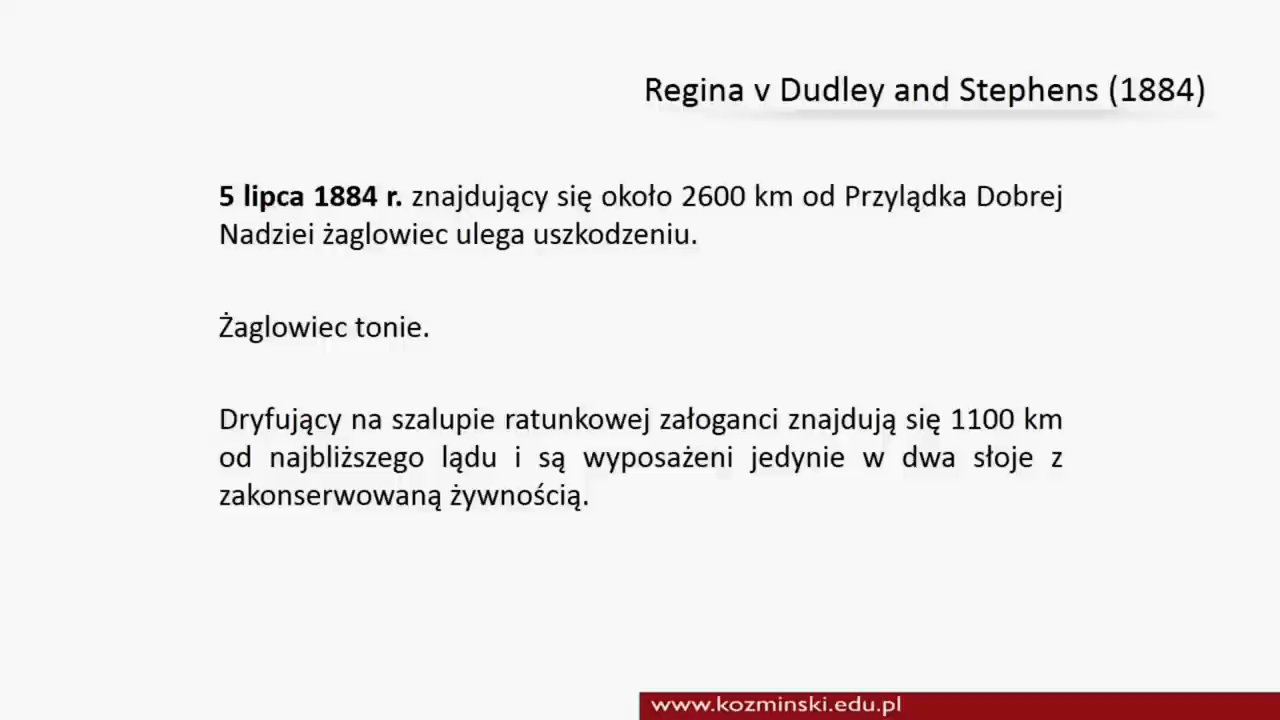 Regina v Dudley and Stephens (1884)
5 lipca 1884 r. znajdujący się około 2600 km od Przylądka Dobrej
Nadziei żaglowiec ulega uszkodzeniu.
Żaglowiec tonie.
Dryfujący na szalupie ratunkowej załoganci znajdują się 1100 km
od najbliższego lądu i są wyposażeni jedynie w dwa słoje z
zakonserwowaną żywnością.
www.kozminski.edu.pl